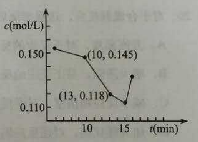 c(mol/L)
0.150
(10, 0.145)
(13, 0.118)
0.110
10 15 t(min)